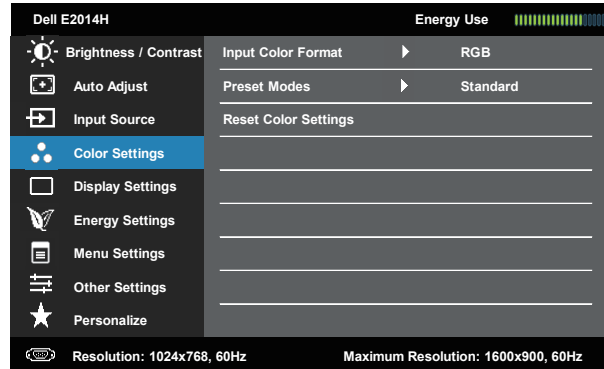 Dell E2014H Energy Use
Brightness / Contrast Input Color Format RGB
Auto Adjust Preset Modes Standard
Input Source Reset Color Settings
Color Settings
Display Settings
Energy Settings
Menu Settings
Other Settings
Personalize
Resolution: 1024x768, 60Hz Maximum Resolution: 1600x900, 60Hz